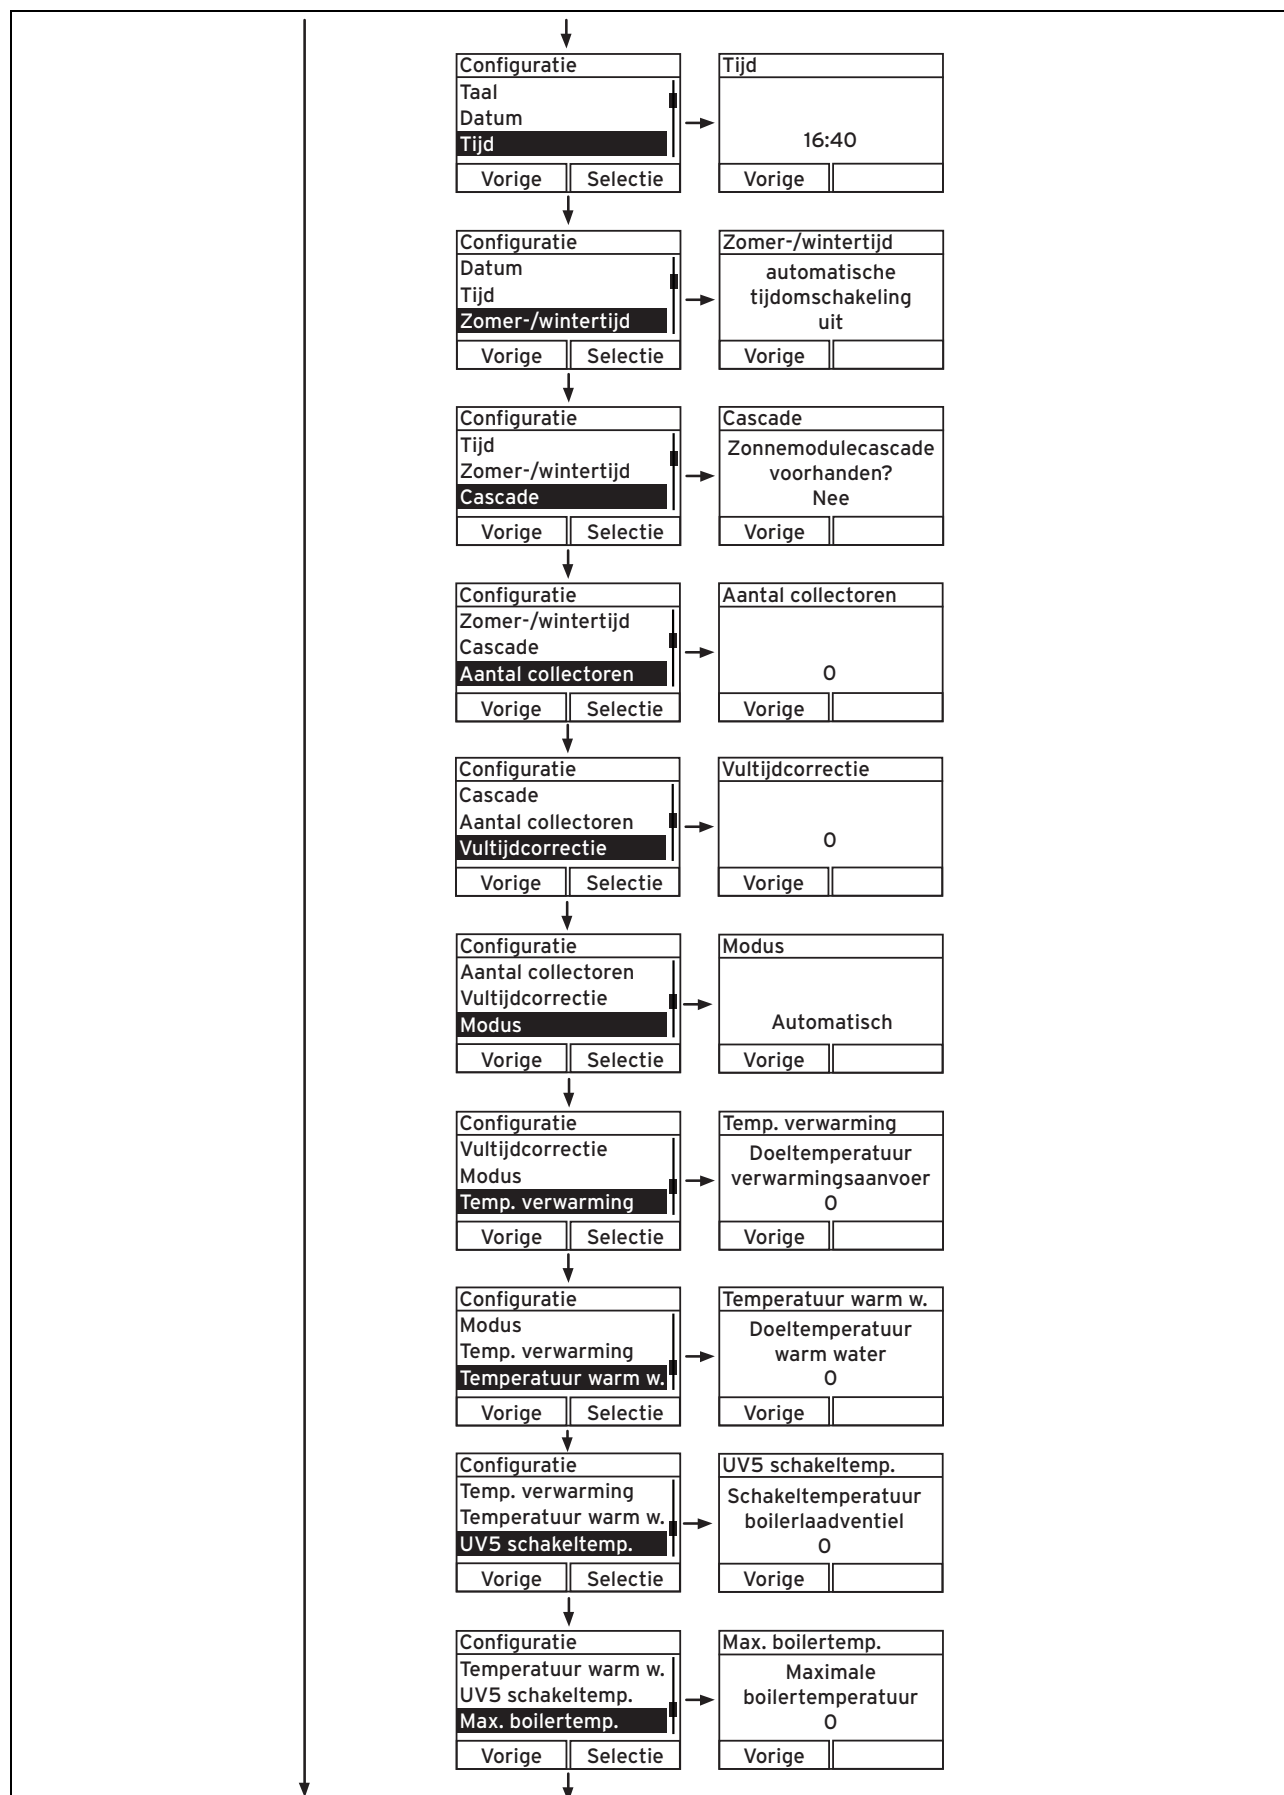 Configuratie
Taal
Datum
Tijd
Vorige Selectie
Tijd
16:40
Vorige
Configuratie
Datum
Tijd
Zomer-/wintertijd
Vorige Selectie
Zomer-/wintertijd
automatische
tijdomschakeling
uit
Vorige
Configuratie
Tijd
Zomer-/wintertijd
Cascade
Vorige Selectie
Cascade
Zonnemodulecascade
voorhanden?
Nee
Vorige
Configuratie
Zomer-/wintertijd
Cascade
Aantal collectoren
Vorige Selectie
Aantal collectoren
0
Vorige
Configuratie
Cascade
Aantal collectoren
Vultijdcorrectie
Vorige Selectie
Vultijdcorrectie
0
Vorige
Configuratie
Aantal collectoren
Vultijdcorrectie
Modus
Vorige Selectie
Modus
Automatisch
Vorige
Configuratie
Vultijdcorrectie
Modus
Temp. verwarming
Vorige Selectie
Temp. verwarming
Doeltemperatuur
verwarmingsaanvoer
0
Vorige
Configuratie
Modus
Temp. verwarming
Temperatuur warm w.
Vorige Selectie
Temperatuur warm w.
Doeltemperatuur
warm water
0
Vorige
Configuratie
Temp. verwarming
Temperatuur warm w.
UV5 schakeltemp.
Vorige Selectie
UV5 schakeltemp.
Schakeltemperatuur
boilerlaadventiel
0
Vorige
Configuratie
Temperatuur warm w.
UV5 schakeltemp.
Max. boilertemp.
Vorige Selectie
Max. boilertemp.
Maximale
boilertemperatuur
0
Vorige